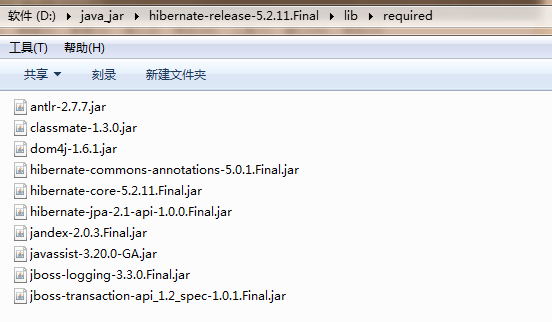 软件 (D:) ▸ java_jar ▸ hibernate-release-5.2.11.Final ▸ lib ▸ required
工具(T) 帮助(H)
共享 刻录 新建文件夹
antlr-2.7.7.jar
classmate-1.3.0.jar
dom4j-1.6.1.jar
hibernate-commons-annotations-5.0.1.Final.jar
hibernate-core-5.2.11.Final.jar
hibernate-jpa-2.1-api-1.0.0.Final.jar
jandex-2.0.3.Final.jar
javassist-3.20.0-GA.jar
jboss-logging-3.3.0.Final.jar
jboss-transaction-api_1.2_spec-1.0.1.Final.jar